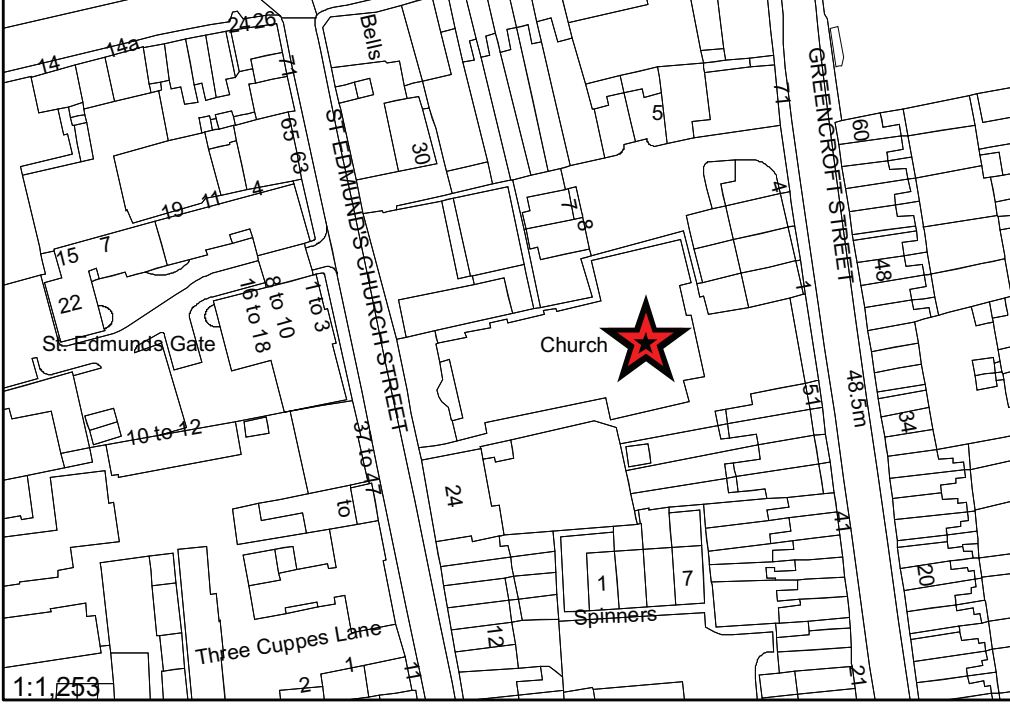 24 26
14a
14
Bells
71
71
GREENCROFT STREET
5
ST EDMUND'S CHURCH STREET
60
65
63
30
4
11
19
4
7
8
7
15
48
22
8 to 10
16 to 18
1 to 3
1
St. Edmunds Gate
Church
51
48.5m
34
10 to 12
37 to 47
24
to
41
20
1
7
Spinners
12
Three Cuppes Lane
1
11
2
21
1:1,253